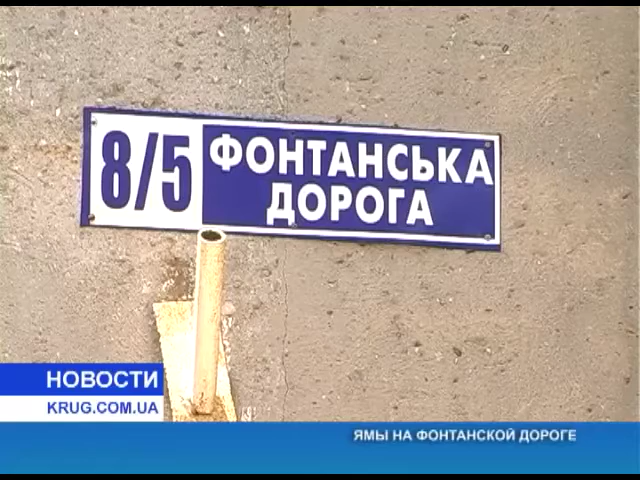 8/5 ФОНТАНСЬКА
ДОРОГА
НОВОСТИ
KRUG.COM.UA
ЯМЫ НА ФОНТАНСКОЙ ДОРОГЕ